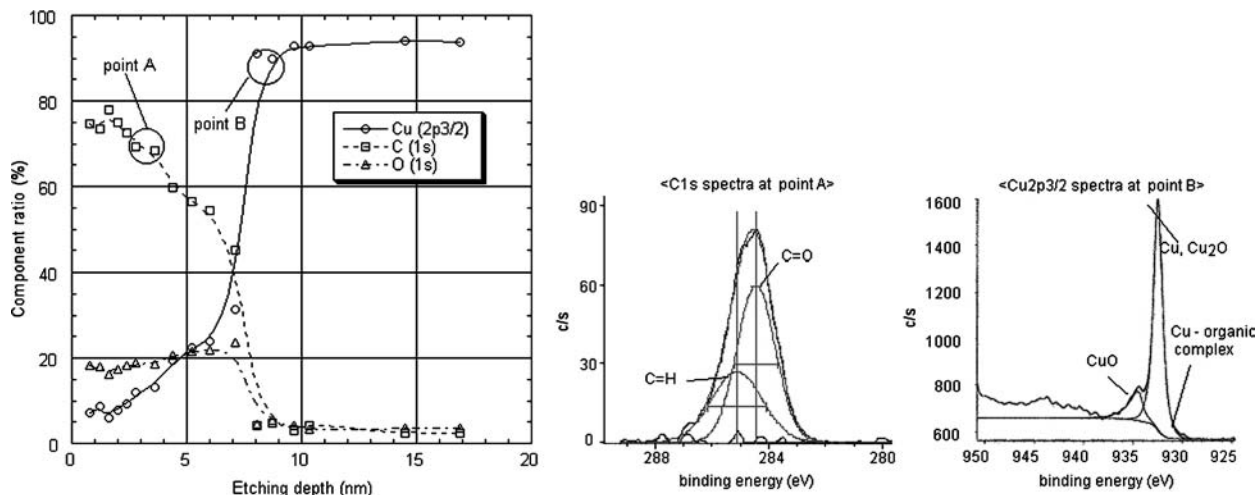 100
80
60
40
20
0
Component ratio (%)
0
5
10
15
20
Etching depth (nm)
point A
point B
Cu (2p3/2)
C (1s)
O (1s)
<C1s spectra at point A>
90
60
30
0
c/s
C=O
C=H
288
284
280
binding energy (eV)
<Cu2p3/2 spectra at point B>
1600
1400
1200
1000
800
600
c/s
Cu, Cu₂O
Cu - organic
complex
CuO
950
945
940
935
930
925
binding energy (eV)